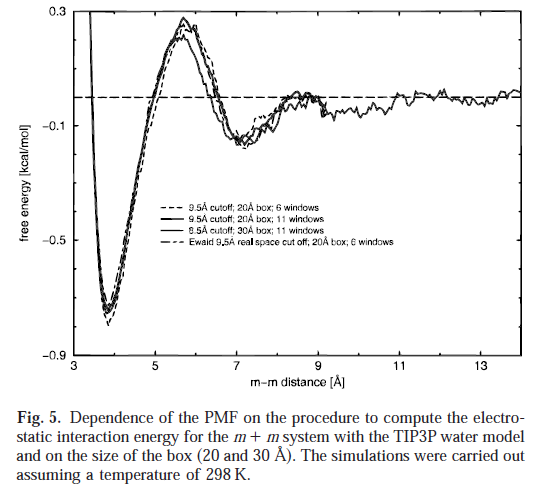 0.3
−0.1
−0.5
−0.9
free energy [kcal/mol]
9.5Å cutoff; 20Å box; 6 windows
9.5Å cutoff; 20Å box; 11 windows
8.5Å cutoff; 30Å box; 11 windows
Ewald 9.5A real space cut off; 20Å box; 6 windows
3 5 7 9 11 13
m−m distance [Å]
Fig. 5. Dependence of the PMF on the procedure to compute the electro-
static interaction energy for the m + m system with the TIP3P water model
and on the size of the box (20 and 30 Å). The simulations were carried out
assuming a temperature of 298 K.